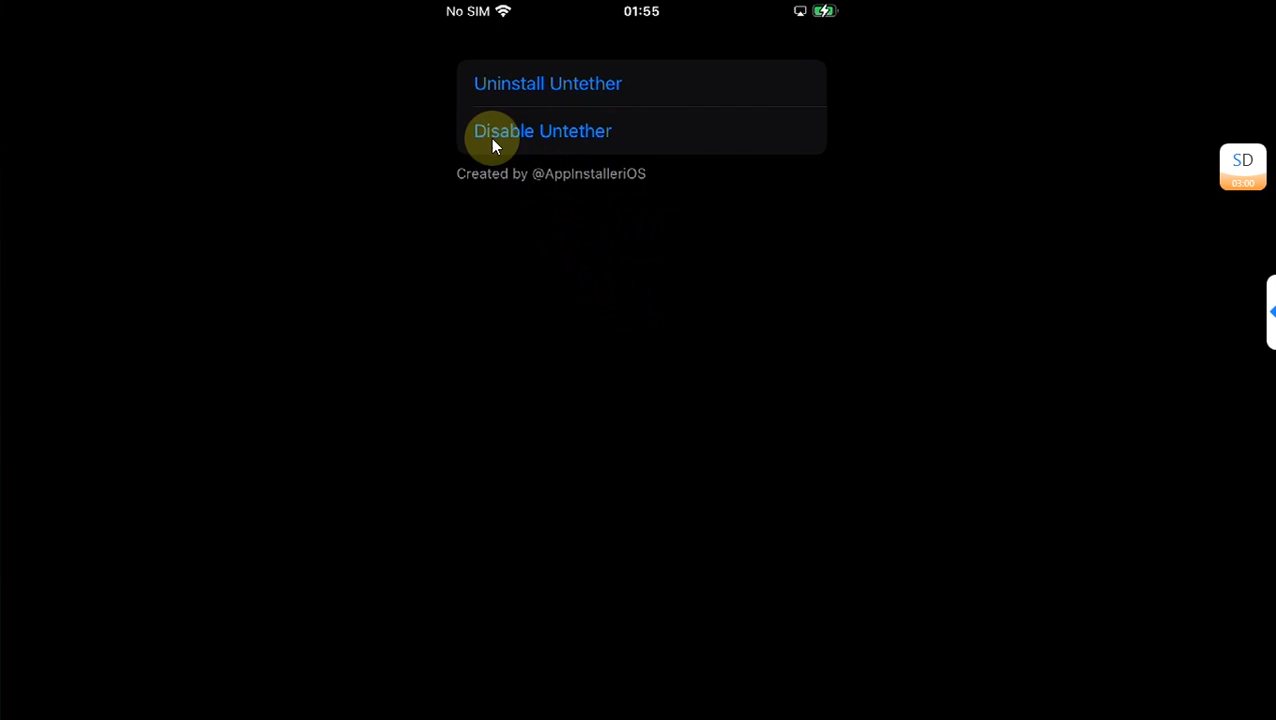 No SIM
01:55
Uninstall Untether
Disable Untether
Created by @AppInstalleriOS
SD
03:00